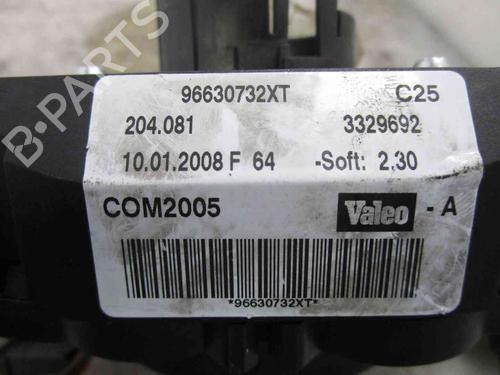 96630732XT C25
204.081 3329692
10.01.2008 F 64 -Soft: 2.30
COM2005 Valeo - A
*96630732XT*
B-PARTS